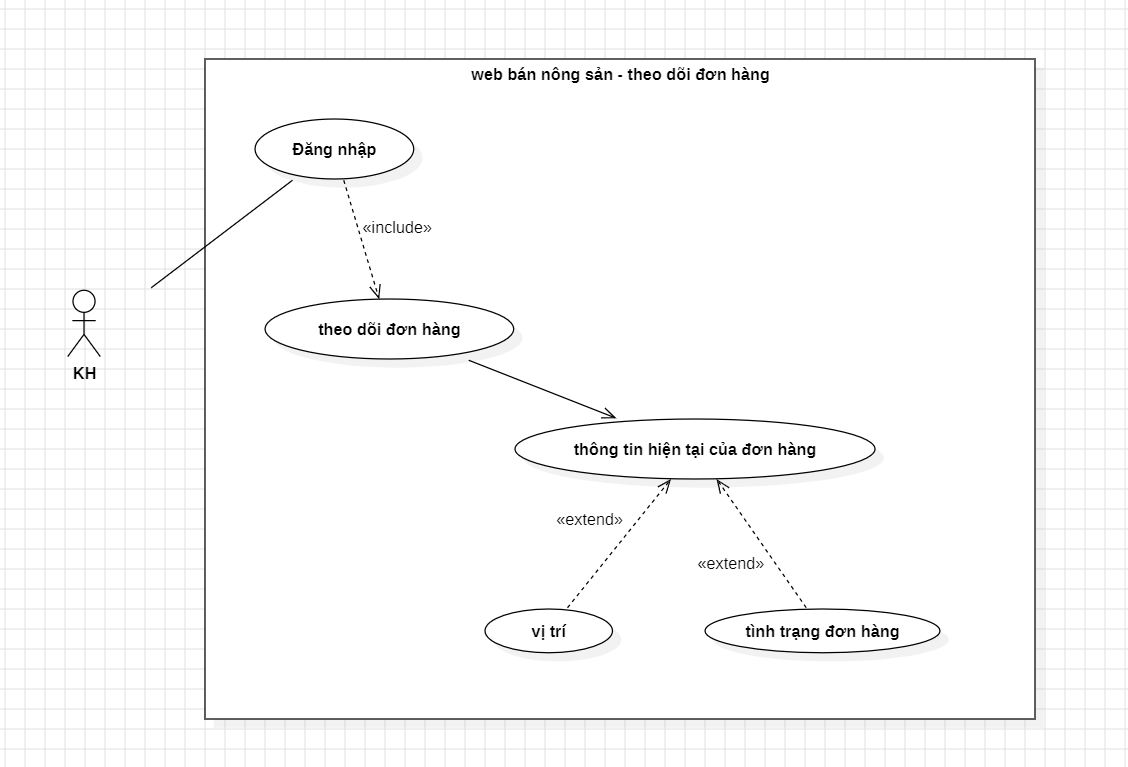 web bán nông sản - theo dõi đơn hàng
Đăng nhập
«include»
KH
theo dõi đơn hàng
thông tin hiện tại của đơn hàng
«extend»
«extend»
vị trí
tình trạng đơn hàng